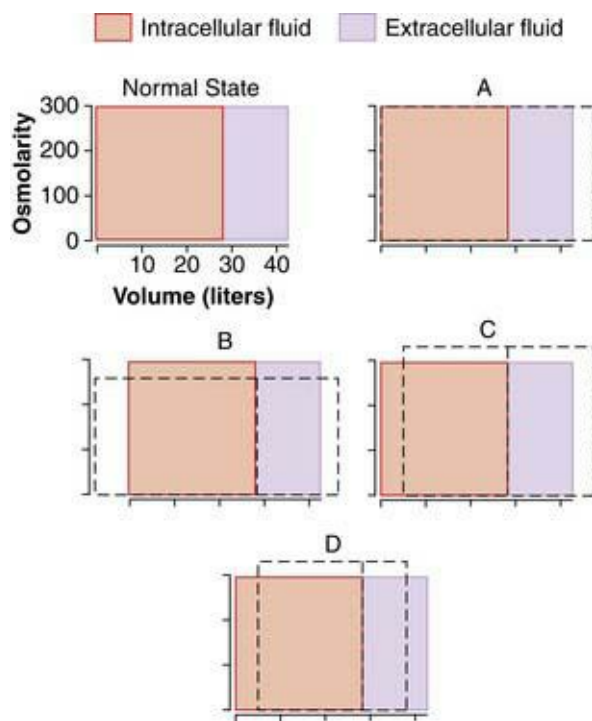 Intracellular fluid Extracellular fluid
Normal State
A
300
200
100
0
Osmolarity
10 20 30 40
Volume (liters)
B
C
D